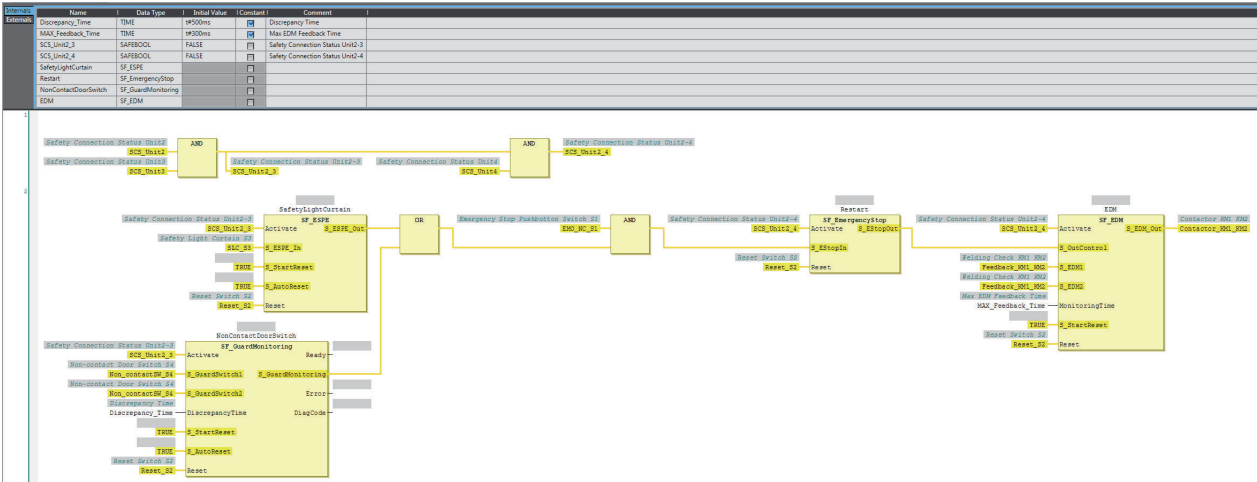 Internals
Externals
Name Data Type Initial Value Constant Comment
Discrepancy_Time TIME t#500ms Discrepancy Time
MAX_Feedback_Time TIME t#300ms Max EDM Feedback Time
SCS_Unit2_3 SAFEBOOL FALSE Safety Connection Status Unit2-3
SCS_Unit2_4 SAFEBOOL FALSE Safety Connection Status Unit2-4
SafetyLightCurtain SF_ESPE
Restart SF_EmergencyStop
NonContactDoorSwitch SF_GuardMonitoring
EDM SF_EDM
1
Safety Connection Status Unit2
SCS_Unit2
Safety Connection Status Unit3
SCS_Unit3
AND
Safety Connection Status Unit2-3
SCS_Unit2_3
Safety Connection Status Unit4
SCS_Unit4
AND
Safety Connection Status Unit2-4
SCS_Unit2_4
2
SafetyLightCurtain
SF_ESPE
Safety Connection Status Unit2-3
SCS_Unit2_3 Activate S_ESPE_Out
Safety Light Curtain S3
SLC_S3 S_ESPE_In
TRUE S_StartReset
TRUE S_AutoReset
Reset Switch S2
Reset_S2 Reset
OR
Emergency Stop Pushbutton Switch S1
EMO_NC_S1
AND
Restart
SF_EmergencyStop
Safety Connection Status Unit2-4
SCS_Unit2_4 Activate S_EStopOut
S_EStopIn
Reset Switch S2
Reset_S2 Reset
EDM
SF_EDM
Safety Connection Status Unit2-4
SCS_Unit2_4 Activate S_EDM_Out
Contactor KM1 KM2
Contactor_KM1_KM2
S_OutControl
Welding Check KM1 KM2
Feedback_KM1_KM2 S_EDM1
Welding Check KM1 KM2
Feedback_KM1_KM2 S_EDM2
Max EDM Feedback Time
MAX_Feedback_Time MonitoringTime
TRUE S_StartReset
Reset Switch S2
Reset_S2 Reset
NonContactDoorSwitch
SF_GuardMonitoring
Safety Connection Status Unit2-3
SCS_Unit2_3 Activate Ready
Non-contact Door Switch S4
Non_contactSW_S4 S_GuardSwitch1 S_GuardMonitoring
Non-contact Door Switch S4
Non_contactSW_S4 S_GuardSwitch2 Error
Discrepancy Time
Discrepancy_Time DiscrepancyTime DiagCode
TRUE S_StartReset
TRUE S_AutoReset
Reset Switch S2
Reset_S2 Reset